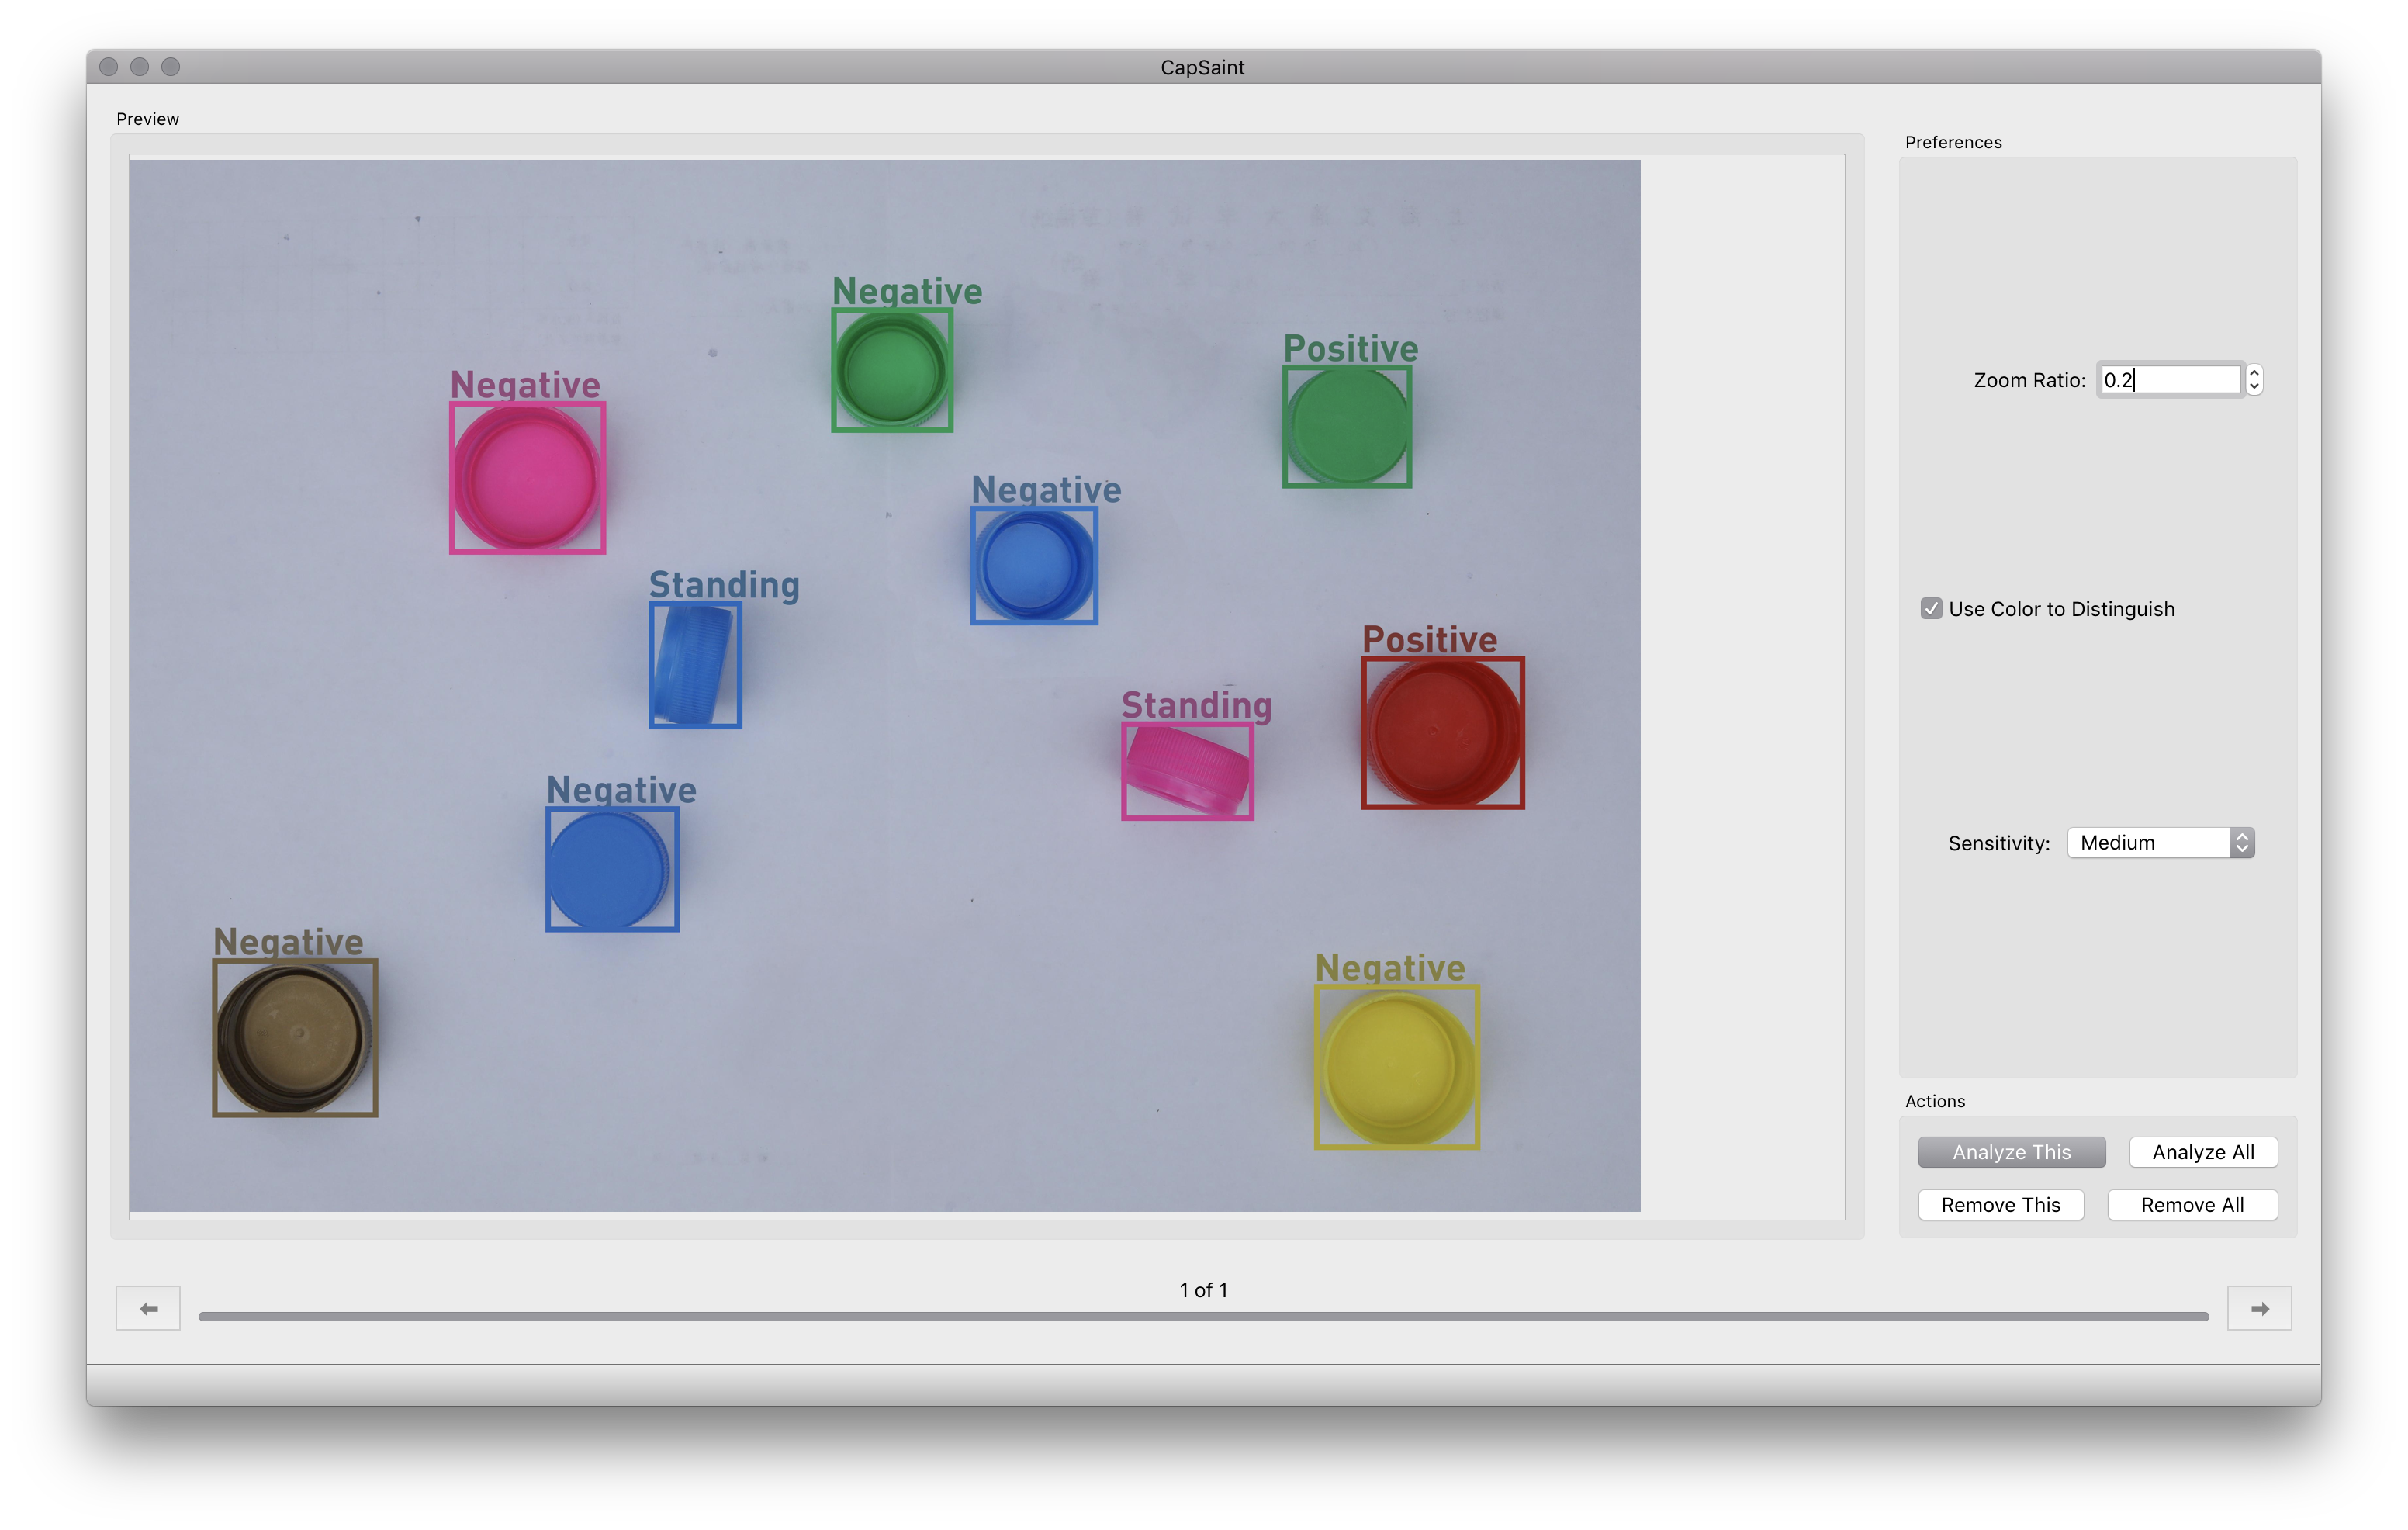 CapSaint
Preview
Negative
Positive
Negative
Negative
Standing
Positive
Standing
Negative
Negative
Negative
Preferences
Zoom Ratio: 0.2
Use Color to Distinguish
Sensitivity: Medium
Actions
Analyze This Analyze All
Remove This Remove All
1 of 1